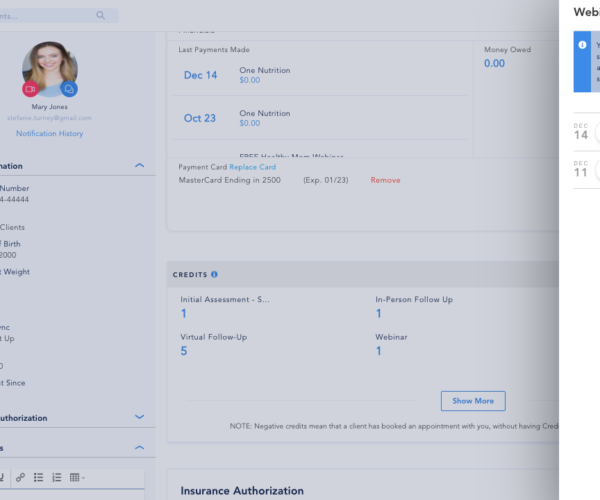 nts...
Mary Jones
stefanie.turney@gmail.com
Notification History
mation
Number
4-44444
Clients
f Birth
2000
t Weight
ync
t Up
0
t Since
uthorization
s
Last Payments Made
Dec 14
One Nutrition
$0.00
Oct 23
One Nutrition
$0.00
FREE Healthy Mom Webinar
Money Owed
0.00
Payment Card Replace Card
MasterCard Ending in 2500 (Exp. 01/23) Remove
CREDITS
Initial Assessment - S...
1
In-Person Follow Up
1
Virtual Follow-Up
5
Webinar
1
Show More
NOTE: Negative credits mean that a client has booked an appointment with you, without having Cred
Insurance Authorization
Webi
Y
s
a
s
DEC
14
DEC
11